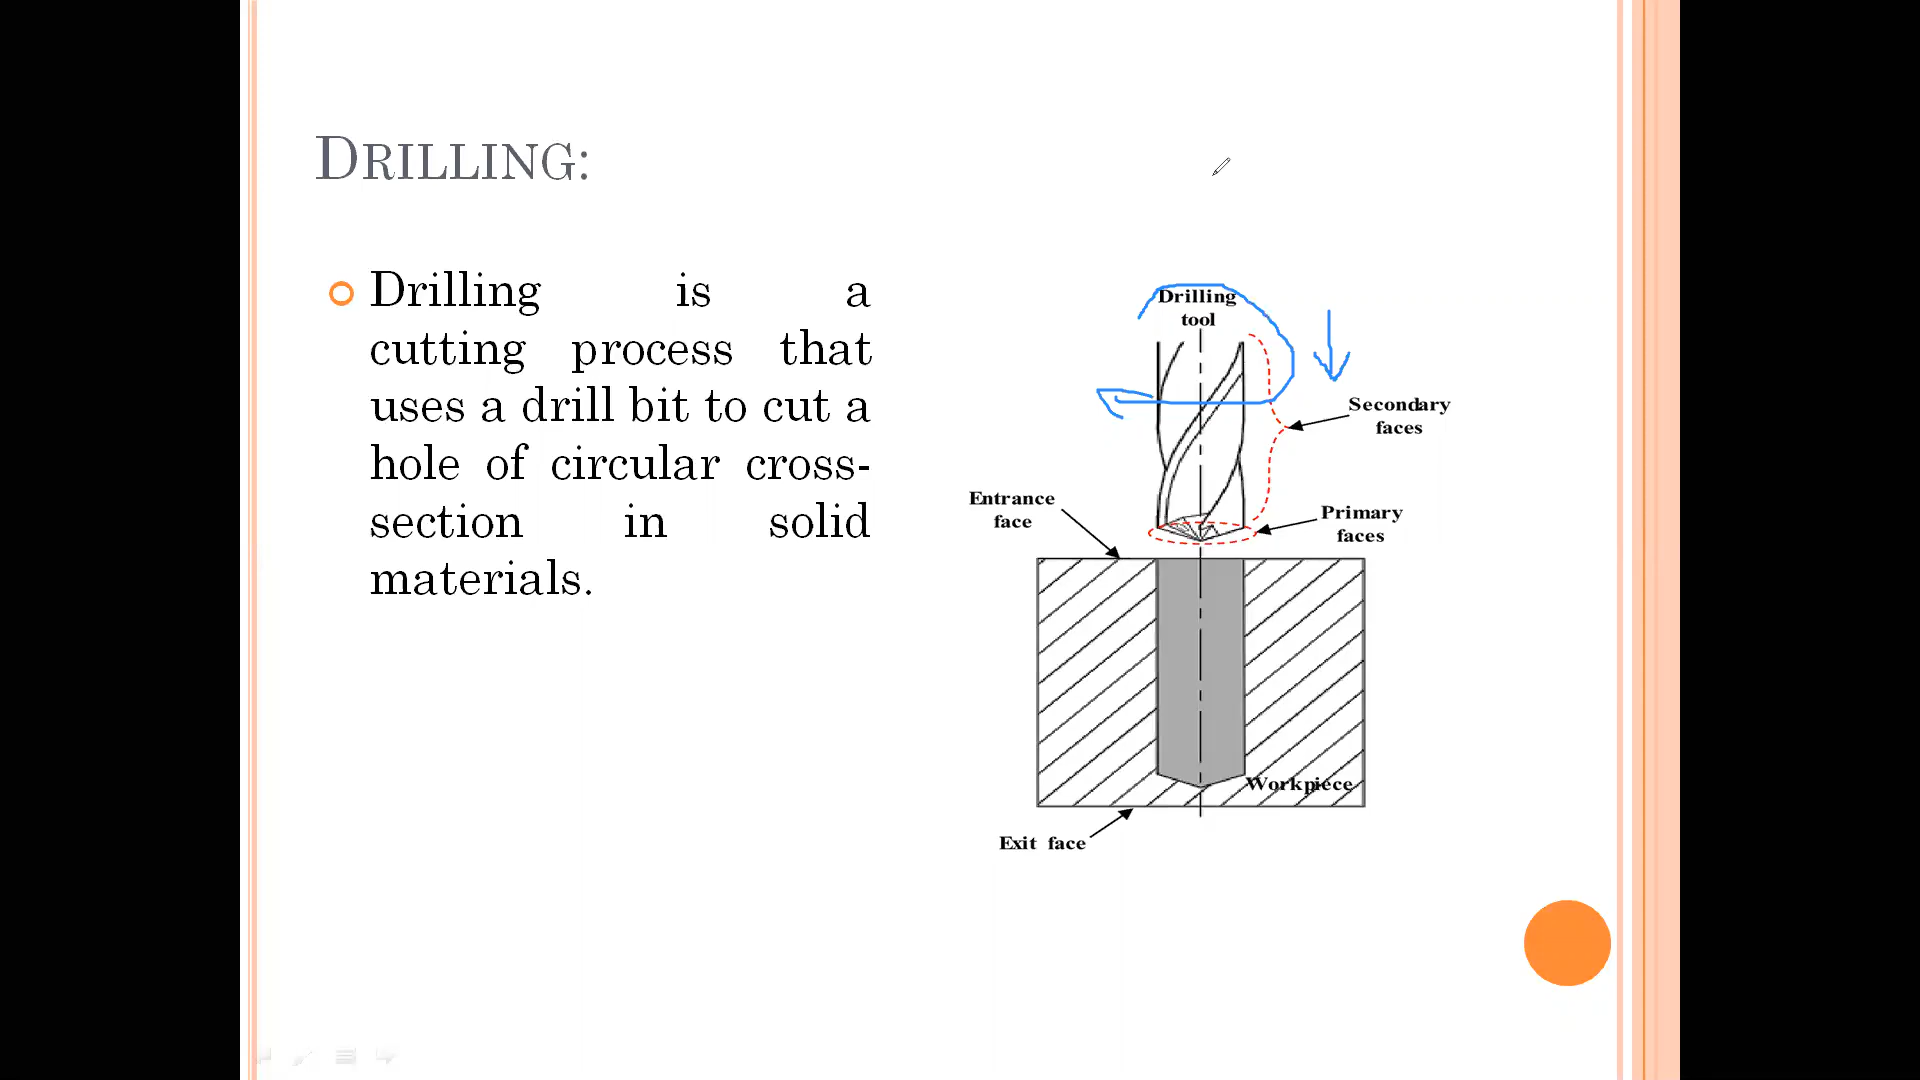 DRILLING:
Drilling is a
cutting process that
uses a drill bit to cut a
hole of circular cross-
section in solid
materials.
Drilling
tool
Secondary
faces
Entrance
face
Primary
faces
Workpiece
Exit face